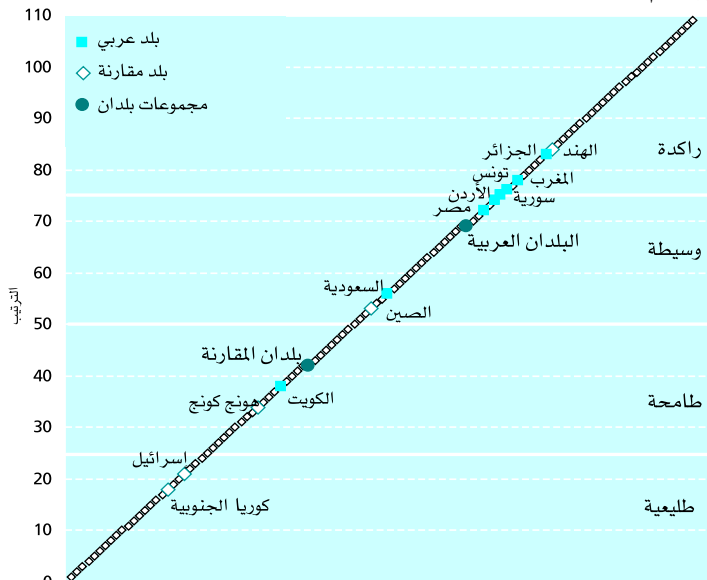 110
بلد عربي
بلد مقارنة
مجموعات بلدان
100
90
الجزائر
الهند
راكدة
80
تونس
المغرب
الأردن
سورية
مصر
70
البلدان العربية
وسيطة
60
السعودية
الصين
الترتيب
50
بلدان المقارنة
40
هونج كونج
الكويت
طامحة
30
اسرائيل
20
كوريا الجنوبية
طليعية
10
0